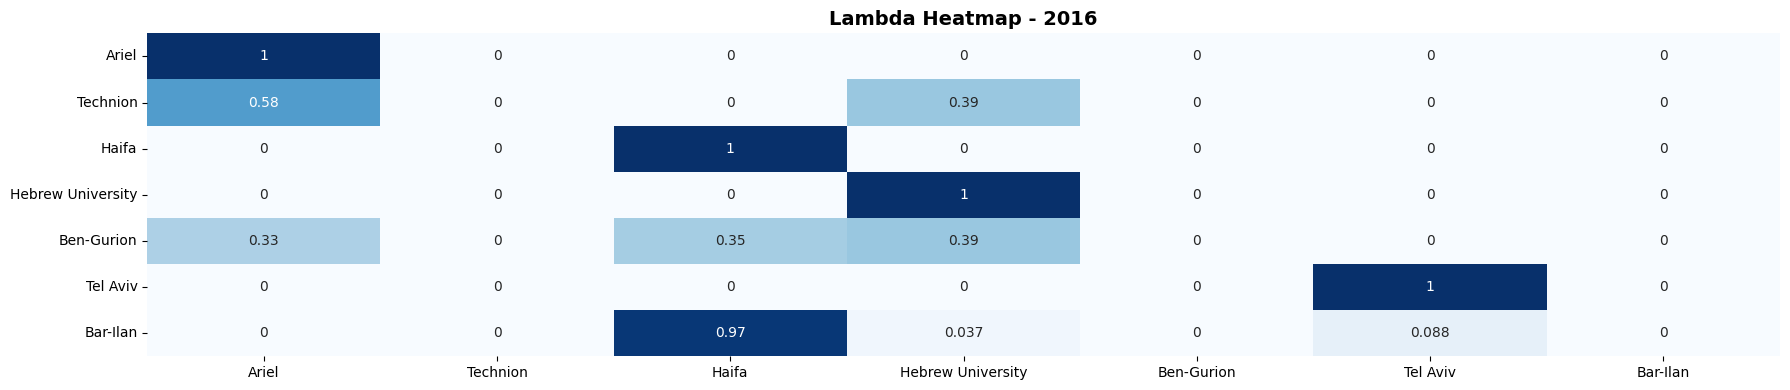 Lambda Heatmap - 2016
Ariel 1 0 0 0 0 0 0
Technion 0.58 0 0 0.39 0 0 0
Haifa 0 0 1 0 0 0 0
Hebrew University 0 0 0 1 0 0 0
Ben-Gurion 0.33 0 0.35 0.39 0 0 0
Tel Aviv 0 0 0 0 0 1 0
Bar-Ilan 0 0 0.97 0.037 0 0.088 0
Ariel Technion Haifa Hebrew University Ben-Gurion Tel Aviv Bar-Ilan